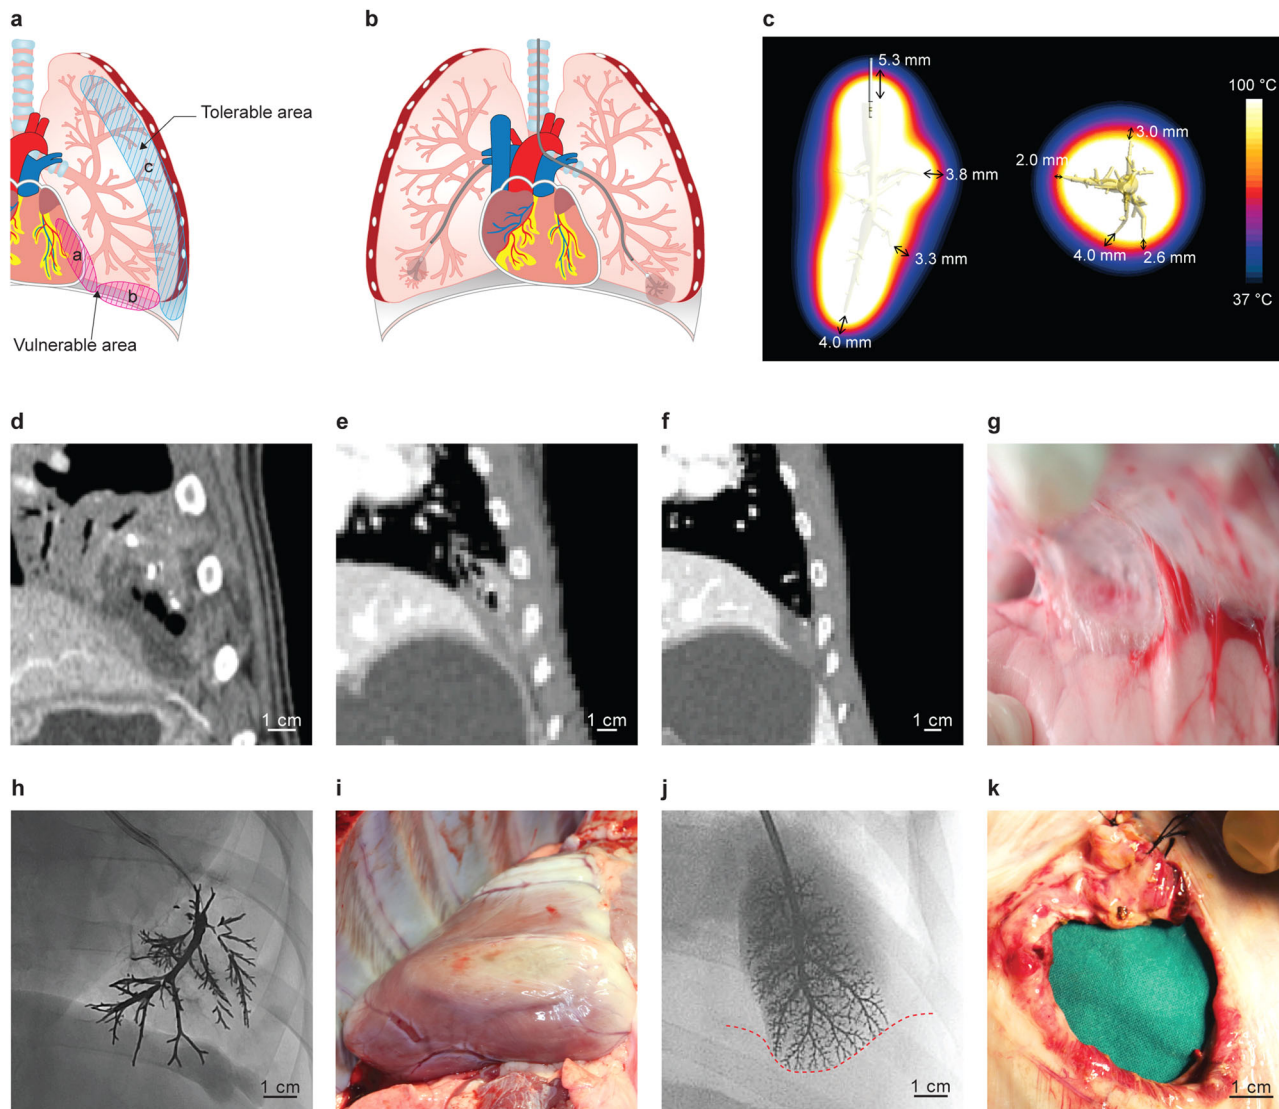 a
b
c
Tolerable area
c
a
b
Vulnerable area
5.3 mm
3.8 mm
3.3 mm
4.0 mm
3.0 mm
2.0 mm
4.0 mm
2.6 mm
100 °C
37 °C
d
e
f
g
1 cm
1 cm
1 cm
h
i
j
k
1 cm
1 cm
1 cm